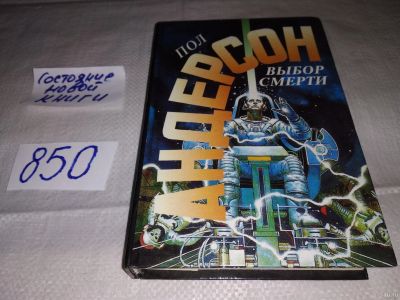 Состояние
новой
книги
850
ПОЛ
АНДЕРСОН
ВЫБОР
СМЕРТИ